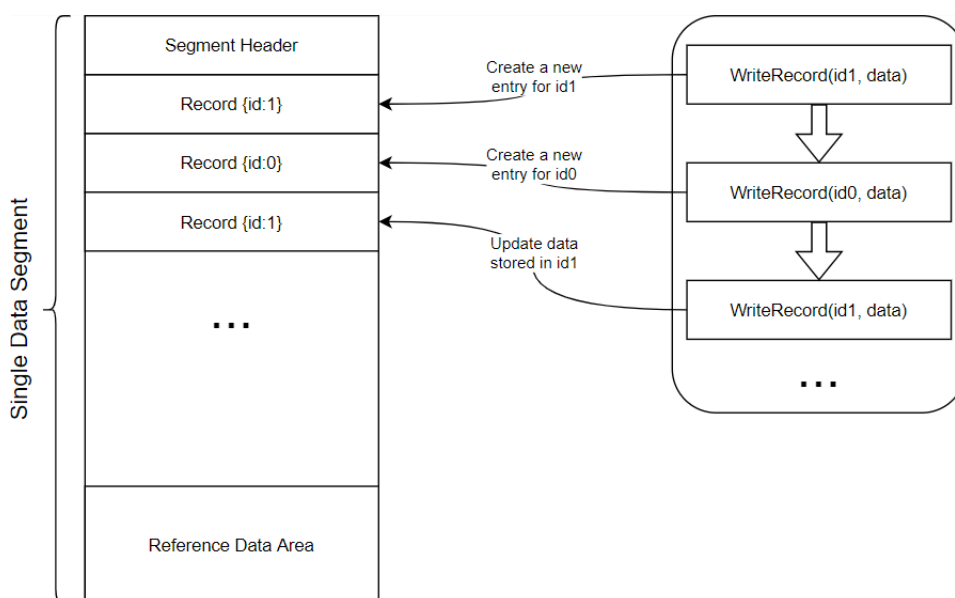 Single Data Segment
Segment Header
Record {id:1}
Record {id:0}
Record {id:1}
...
Reference Data Area
Create a new
entry for id1
Create a new
entry for id0
Update data
stored in id1
WriteRecord(id1, data)
WriteRecord(id0, data)
WriteRecord(id1, data)
...